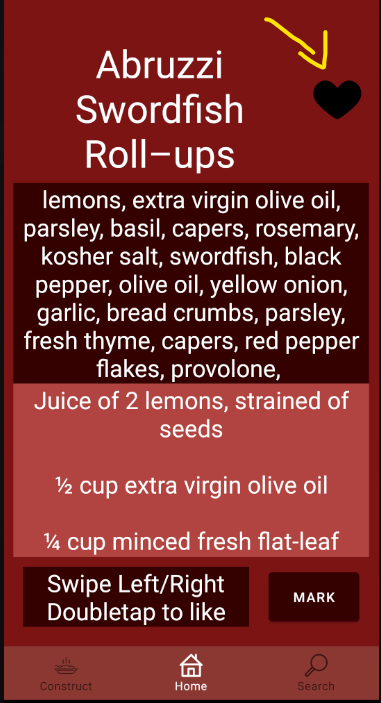 Abruzzi
Swordfish
Roll–ups
lemons, extra virgin olive oil,
parsley, basil, capers, rosemary,
kosher salt, swordfish, black
pepper, olive oil, yellow onion,
garlic, bread crumbs, parsley,
fresh thyme, capers, red pepper
flakes, provolone,
Juice of 2 lemons, strained of
seeds
½ cup extra virgin olive oil
¼ cup minced fresh flat-leaf
Swipe Left/Right
Doubletap to like
MARK
Construct
Home
Search